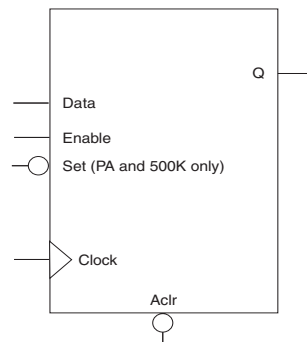 Q
Data
Enable
Set (PA and 500K only)
Clock
Aclr